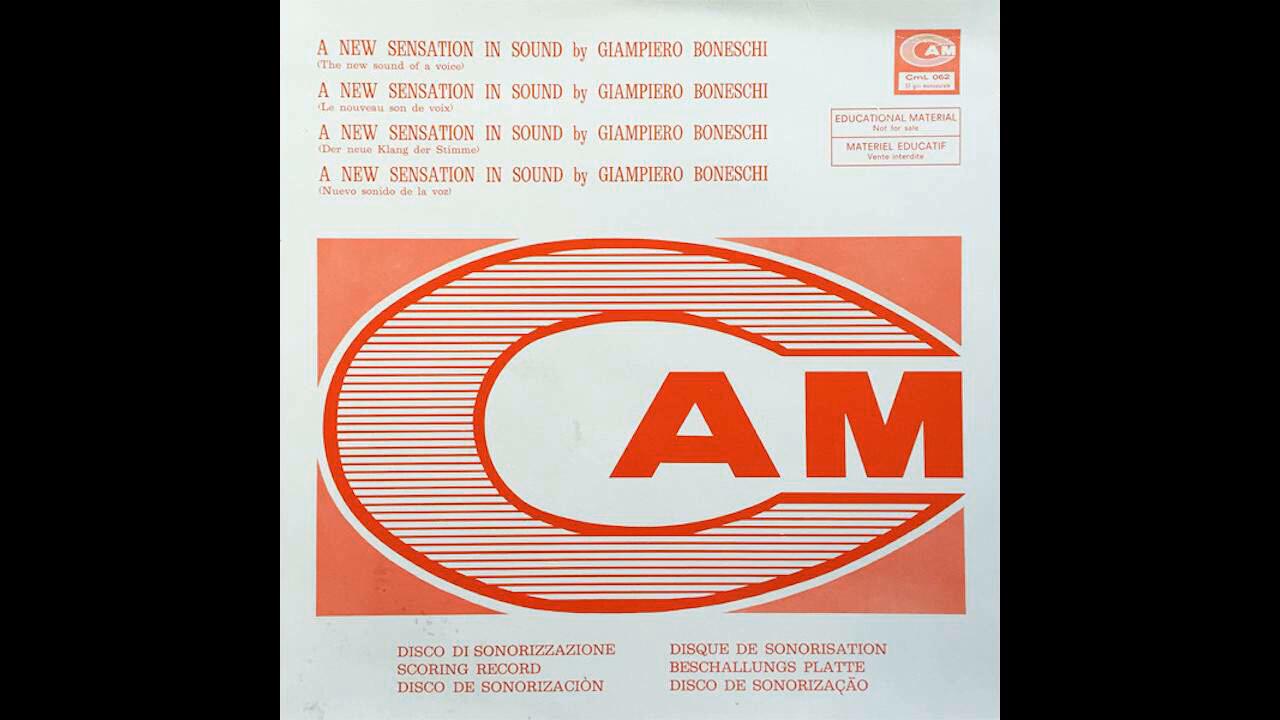 A NEW SENSATION IN SOUND by GIAMPIERO BONESCHI
(The new sound of a voice)
A NEW SENSATION IN SOUND by GIAMPIERO BONESCHI
(Le nouveau son de voix)
A NEW SENSATION IN SOUND by GIAMPIERO BONESCHI
(Der neue Klang der Stimme)
A NEW SENSATION IN SOUND by GIAMPIERO BONESCHI
(Nuevo sonido de la voz)
CAM
CmL 062
EDUCATIONAL MATERIAL
Not for sale
MATERIEL EDUCATIF
Vente interdite
CAM
DISCO DI SONORIZZAZIONE
SCORING RECORD
DISCO DE SONORIZACIÒN
DISQUE DE SONORISATION
BESCHALLUNGS PLATTE
DISCO DE SONORIZAÇÃO